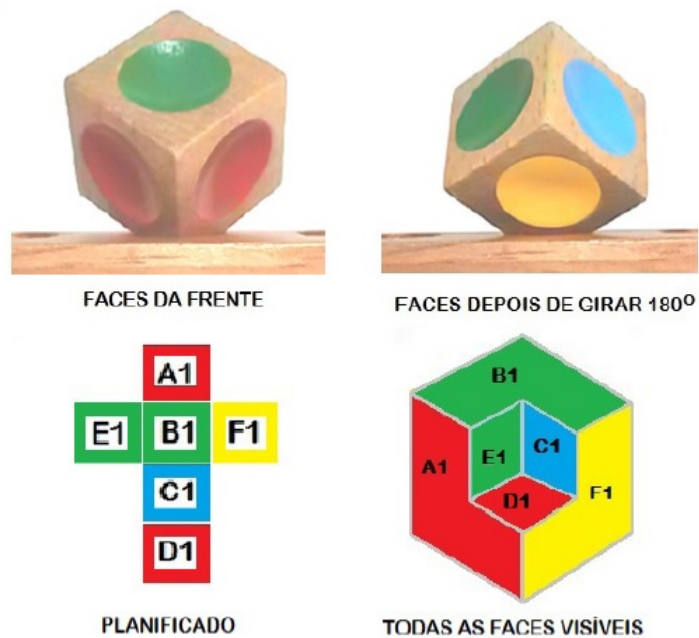 FACES DA FRENTE
FACES DEPOIS DE GIRAR 180º
A1
E1 B1 F1
C1
D1
PLANIFICADO
B1
A1 E1 C1 F1
D1
TODAS AS FACES VISÍVEIS